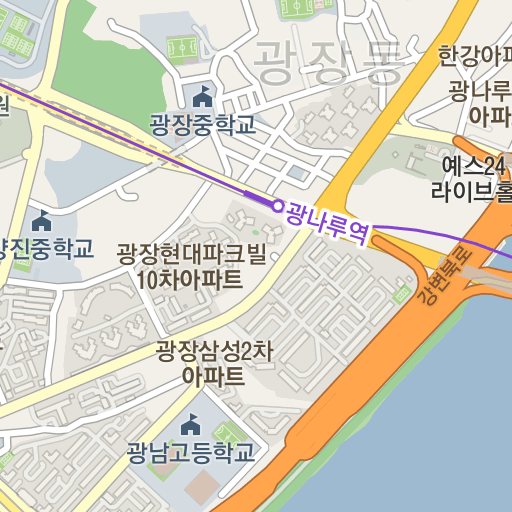 광장동
한강아파
광나루
아파
원
광장중학교
예스24
라이브홀
광나루역
양진중학교
광장현대파크빌
10차아파트
강변북로
광장삼성2차
아파트
광남고등학교